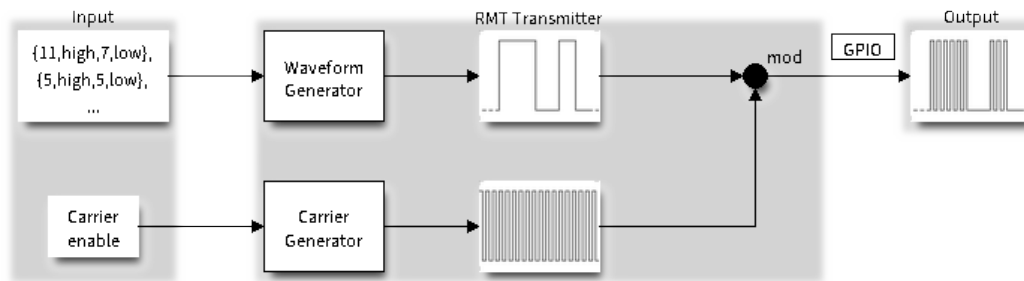 Input
RMT Transmitter
Output
{11,high,7,low},
{5,high,5,low},
...
Waveform
Generator
mod
GPIO
Carrier
enable
Carrier
Generator